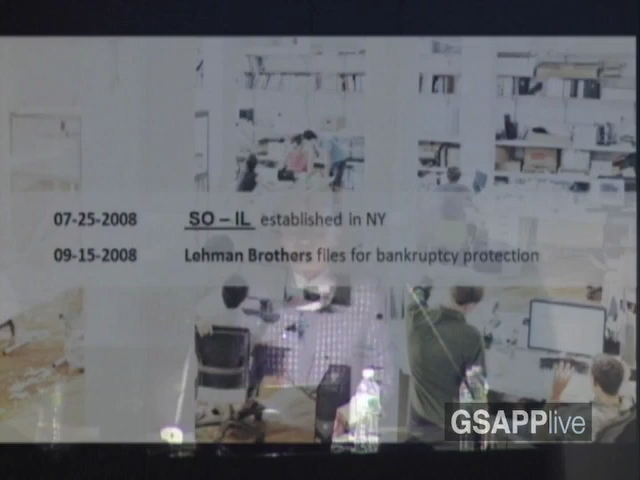 07-25-2008 SO – IL established in NY
09-15-2008 Lehman Brothers files for bankruptcy protection
GSAPPlive